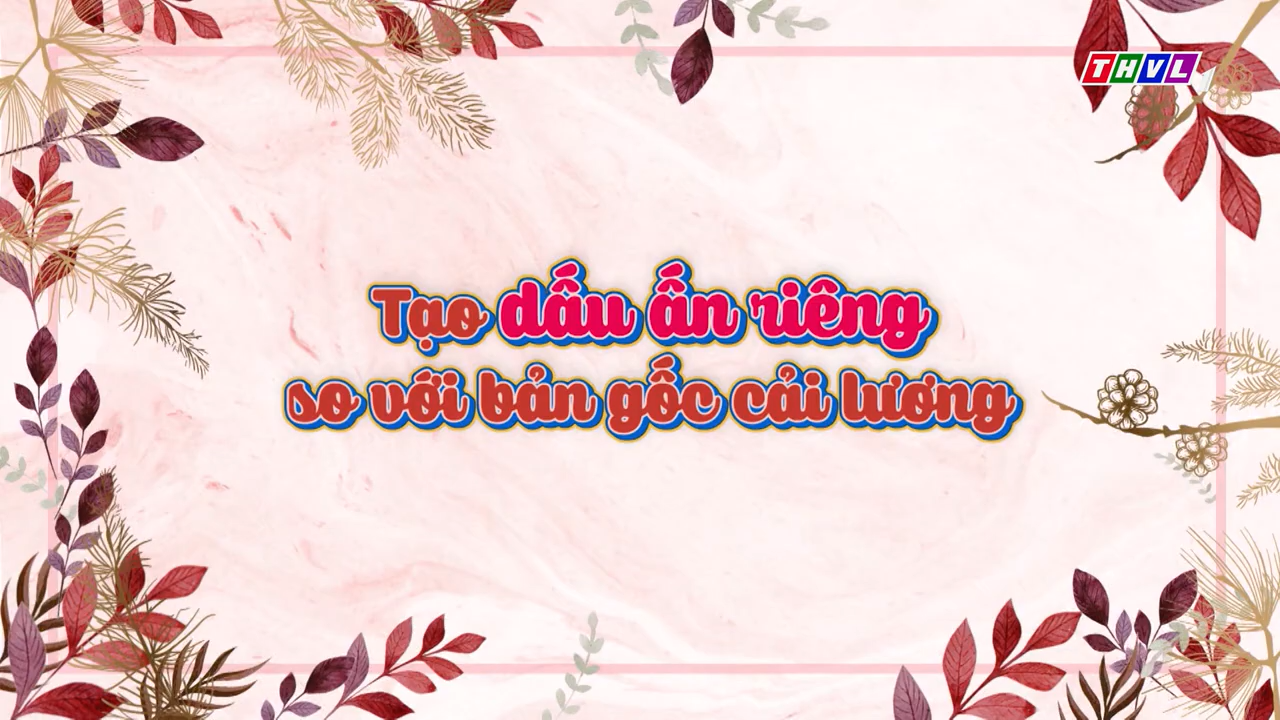 THVL
Tạo dấu ấn riêng
so với bản gốc cải lương